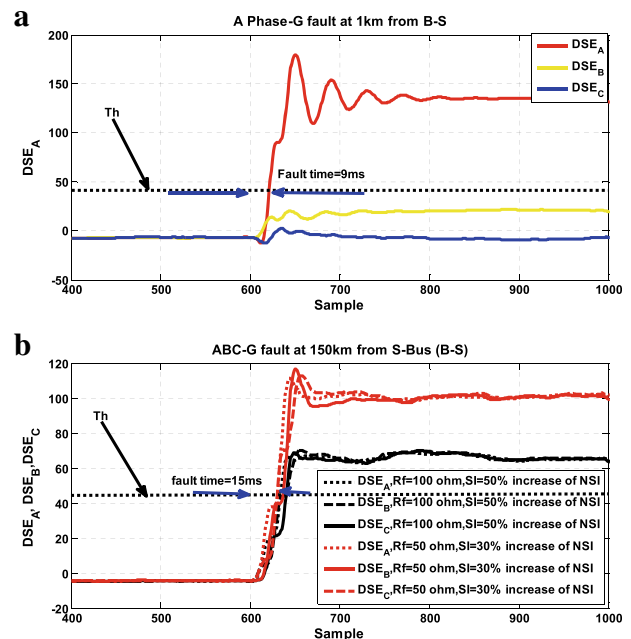 a
A Phase-G fault at 1km from B-S
DSE_A
200
150
100
50
0
-50
Th
Fault time=9ms
DSE_A
DSE_B
DSE_C
400
500
600
700
800
900
1000
Sample
b
ABC-G fault at 150km from S-Bus (B-S)
DSE_A, DSE_B,DSE_C
120
100
80
60
40
20
0
-20
Th
fault time=15ms
DSE_A,Rf=100 ohm,SI=50% increase of NSI
DSE_B,Rf=100 ohm,SI=50% increase of NSI
DSE_C,Rf=100 ohm,SI=50% increase of NSI
DSE_A,Rf=50 ohm,SI=30% increase of NSI
DSE_B,Rf=50 ohm,SI=30% increase of NSI
DSE_C,Rf=50 ohm,SI=30% increase of NSI
400
500
600
700
800
900
1000
Sample